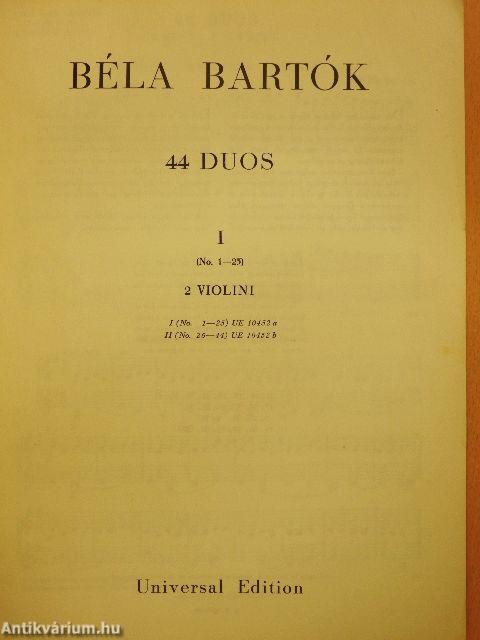 BÉLA BARTÓK
44 DUOS
I
(No. 1—25)
2 VIOLINI
I (No. 1—25) UE 10452 a
II (No. 26—44) UE 10452 b
Universal Edition
Antikvárium.hu